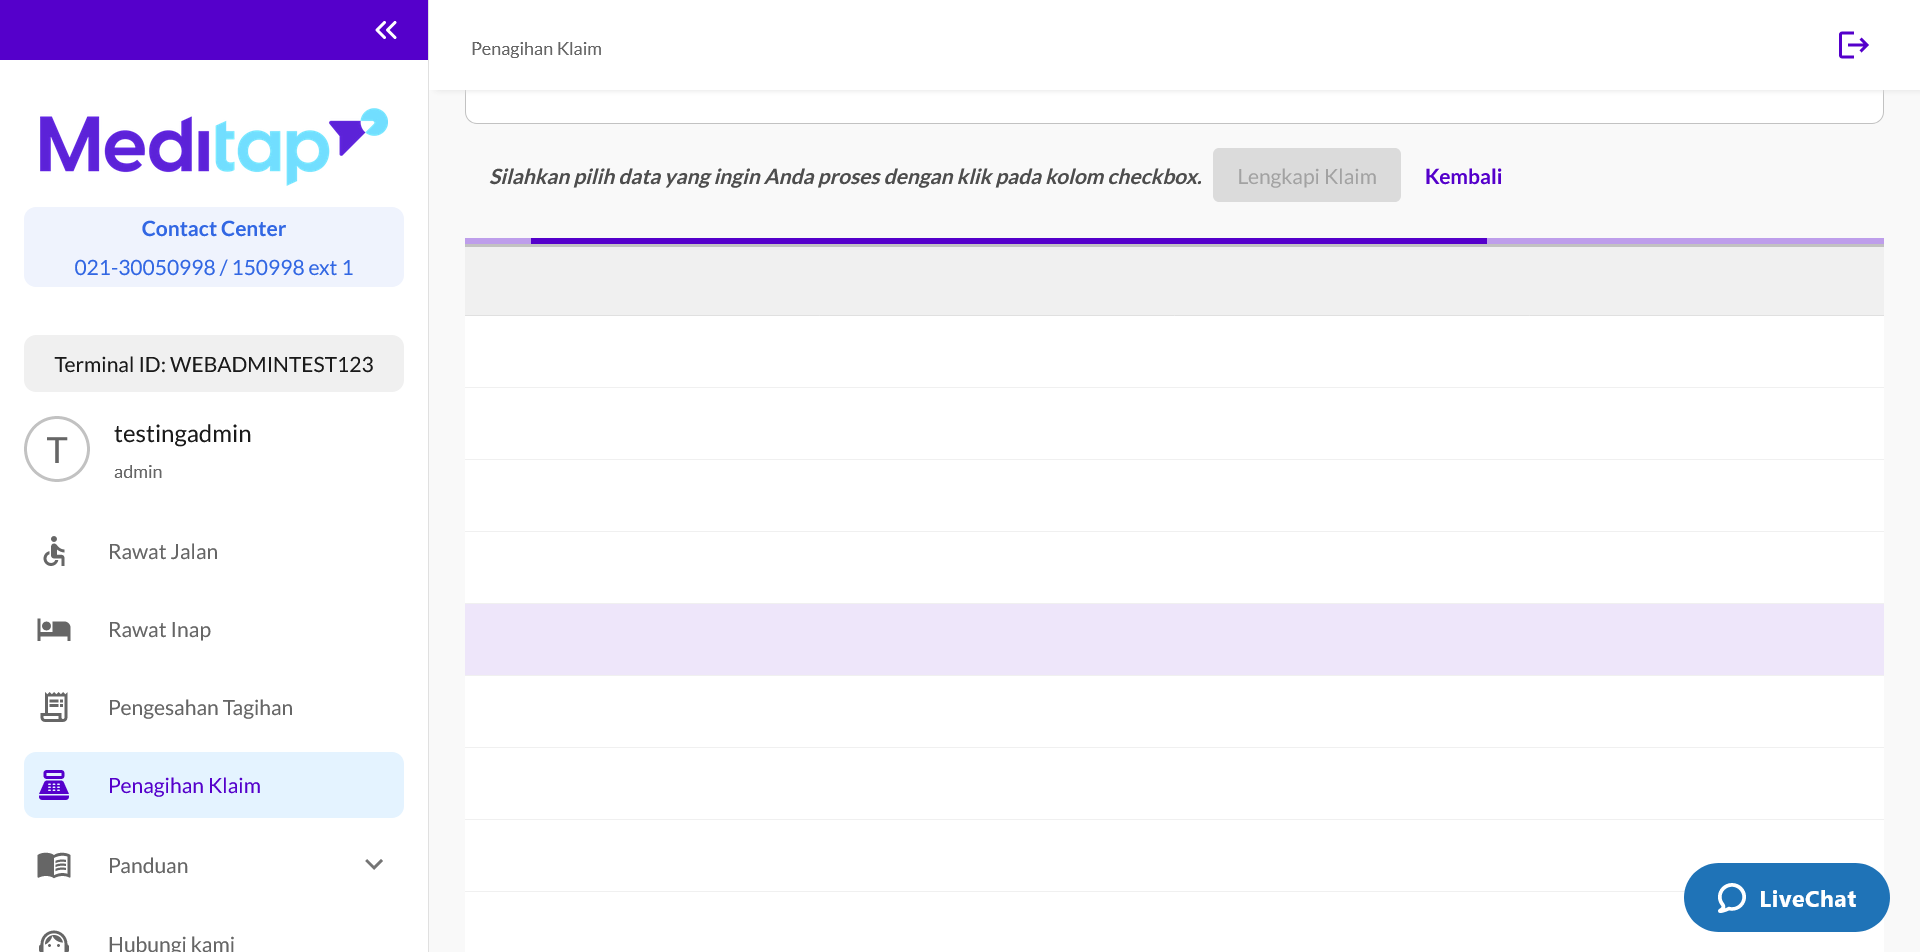 Penagihan Klaim
Meditap
Contact Center
021-30050998 / 150998 ext 1
Terminal ID: WEBADMINTEST123
T
testingadmin
admin
Rawat Jalan
Rawat Inap
Pengesahan Tagihan
Penagihan Klaim
Panduan
Hubungi kami
Silahkan pilih data yang ingin Anda proses dengan klik pada kolom checkbox.
Lengkapi Klaim
Kembali
LiveChat